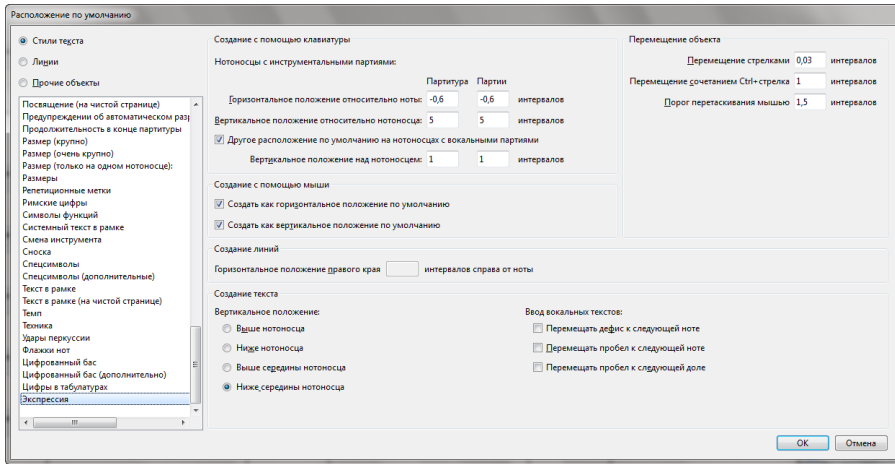 Расположение по умолчанию
Стили текста
Линии
Прочие объекты
Посвящение (на чистой странице)
Предупреждении об автоматическом разр
Продолжительность в конце партитуры
Размер (крупно)
Размер (очень крупно)
Размер (только на одном нотоносце):
Размеры
Репетиционные метки
Римские цифры
Символы функций
Системный текст в рамке
Смена инструмента
Сноска
Спецсимволы
Спецсимволы (дополнительные)
Текст в рамке
Текст в рамке (на чистой странице)
Темп
Техника
Удары перкуссии
Флажки нот
Цифрованный бас
Цифрованный бас (дополнительно)
Цифры в табулатурах
Экспрессия
Создание с помощью клавиатуры
Нотоносцы с инструментальными партиями:
Партитура Партии
Горизонтальное положение относительно ноты: -0,6 -0,6 интервалов
Вертикальное положение относительно нотоносца: 5 5 интервалов
Другое расположение по умолчанию на нотоносцах с вокальными партиями
Вертикальное положение над нотоносцем: 1 1 интервалов
Создание с помощью мыши
Создать как горизонтальное положение по умолчанию
Создать как вертикальное положение по умолчанию
Создание линий
Горизонтальное положение правого края интервалов справа от ноты
Создание текста
Вертикальное положение:
Выше нотоносца
Ниже нотоносца
Выше середины нотоносца
Ниже середины нотоносца
Ввод вокальных текстов:
Перемещать дефис к следующей ноте
Перемещать пробел к следующей ноте
Перемещать пробел к следующей доле
Перемещение объекта
Перемещение стрелками 0,03 интервалов
Перемещение сочетанием Ctrl+стрелка 1 интервалов
Порог перетаскивания мышью 1,5 интервалов
OK Отмена